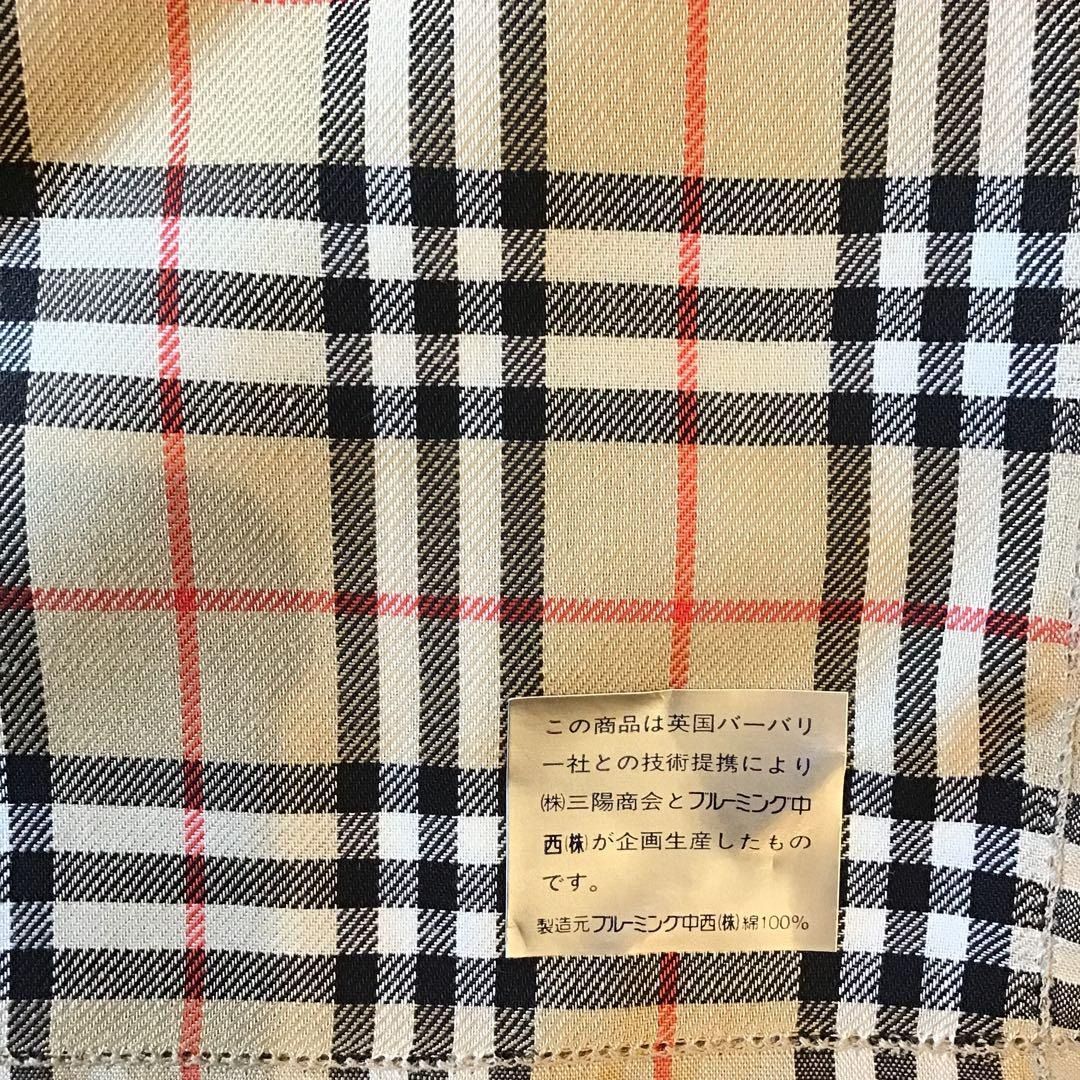 この商品は英国バーバリ
ー社との技術提携により
㈱三陽商会とブルーミング中
西㈱が企画生産したもの
です。
製造元ブルーミング中西㈱綿100%